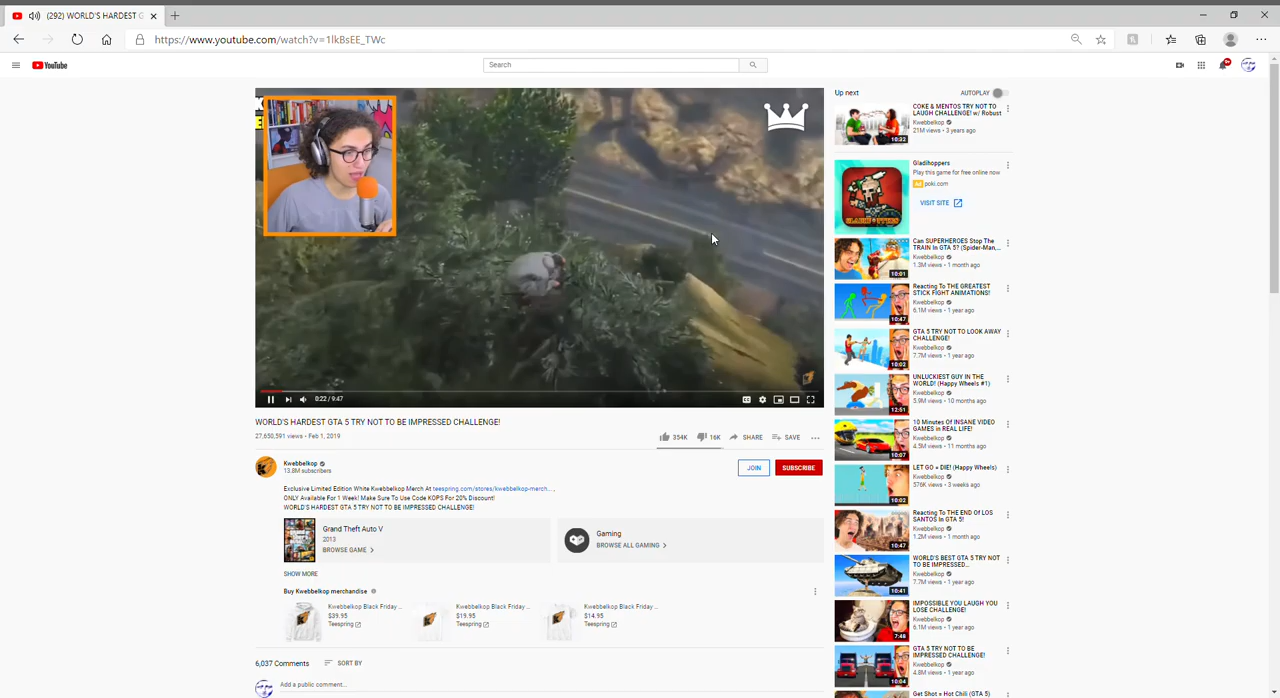 (292) WORLD'S HARDEST G
https://www.youtube.com/watch?v=1lkBsEE_TWc
YouTube
Search
9+
0:22 / 9:47
WORLD'S HARDEST GTA 5 TRY NOT TO BE IMPRESSED CHALLENGE!
27,650,591 views • Feb 1, 2019
354K
16K
SHARE
SAVE
Kwebbelkop
13.8M subscribers
JOIN
SUBSCRIBE
Exclusive Limited Edition White Kwebbelkop Merch At teespring.com/stores/kwebbelkop-merch...,
ONLY Available For 1 Week! Make Sure To Use Code KOPS For 20% Discount!
WORLD'S HARDEST GTA 5 TRY NOT TO BE IMPRESSED CHALLENGE!
Grand Theft Auto V
2013
BROWSE GAME
Gaming
BROWSE ALL GAMING
SHOW MORE
Buy Kwebbelkop merchandise
Kwebbelkop Black Friday ...
$39.95
Teespring
Kwebbelkop Black Friday ...
$19.95
Teespring
Kwebbelkop Black Friday ...
$14.95
Teespring
6,037 Comments
SORT BY
Add a public comment...
Up next
AUTOPLAY
COKE & MENTOS TRY NOT TO
LAUGH CHALLENGE! w/ Robust
Kwebbelkop
21M views • 3 years ago
10:32
Gladihoppers
Play this game for free online now
Ad poki.com
VISIT SITE
Can SUPERHEROES Stop The
TRAIN In GTA 5? (Spider-Man,...
Kwebbelkop
1.3M views • 1 month ago
10:01
Reacting To THE GREATEST
STICK FIGHT ANIMATIONS!
Kwebbelkop
6.1M views • 1 year ago
10:47
GTA 5 TRY NOT TO LOOK AWAY
CHALLENGE!
Kwebbelkop
7.7M views • 1 year ago
10:02
UNLUCKIEST GUY IN THE
WORLD! (Happy Wheels #1)
Kwebbelkop
5.9M views • 10 months ago
12:51
10 Minutes Of INSANE VIDEO
GAMES in REAL LIFE!
Kwebbelkop
4.5M views • 11 months ago
10:07
LET GO = DIE! (Happy Wheels)
Kwebbelkop
576K views • 3 weeks ago
10:02
Reacting To THE END Of LOS
SANTOS In GTA 5!
Kwebbelkop
1.2M views • 1 month ago
10:47
WORLD'S BEST GTA 5 TRY NOT
TO BE IMPRESSED...
Kwebbelkop
7.7M views • 1 year ago
10:41
IMPOSSIBLE YOU LAUGH YOU
LOSE CHALLENGE!
Kwebbelkop
6.1M views • 1 year ago
7:48
GTA 5 TRY NOT TO BE
IMPRESSED CHALLENGE!
Kwebbelkop
4.8M views • 1 year ago
10:04
Get Shot = Hot Chili (GTA 5)